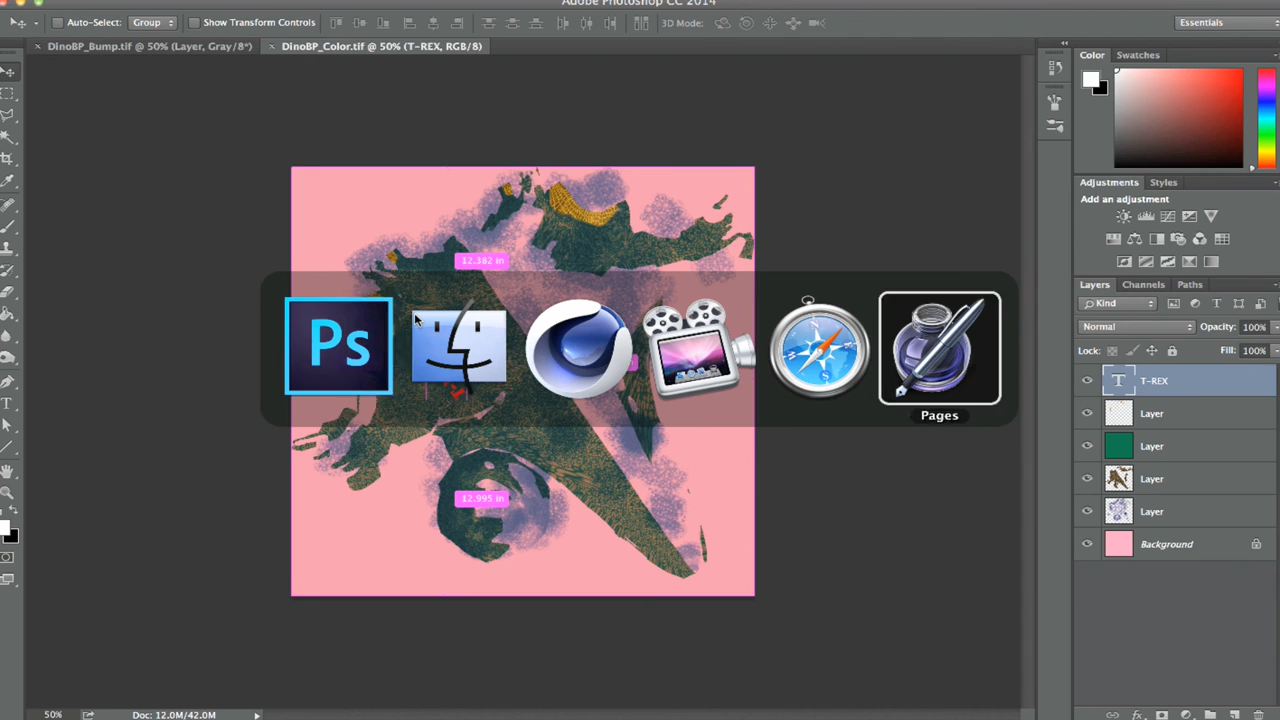 Adobe Photoshop CC 2014
Auto-Select: Group Show Transform Controls 3D Mode: Essentials
× DinoBP_Bump.tif @ 50% (Layer, Gray/8*) × DinoBP_Color.tif @ 50% (T-REX, RGB/8)
Color Swatches
Adjustments Styles
Add an adjustment
12.382 in
Layers Channels Paths
Kind
Normal Opacity: 100%
Lock: Fill: 100%
Ps
T-REX
Pages
Layer
Layer
Layer
12.995 in
Layer
Background
50% Doc: 12.0M/42.0M